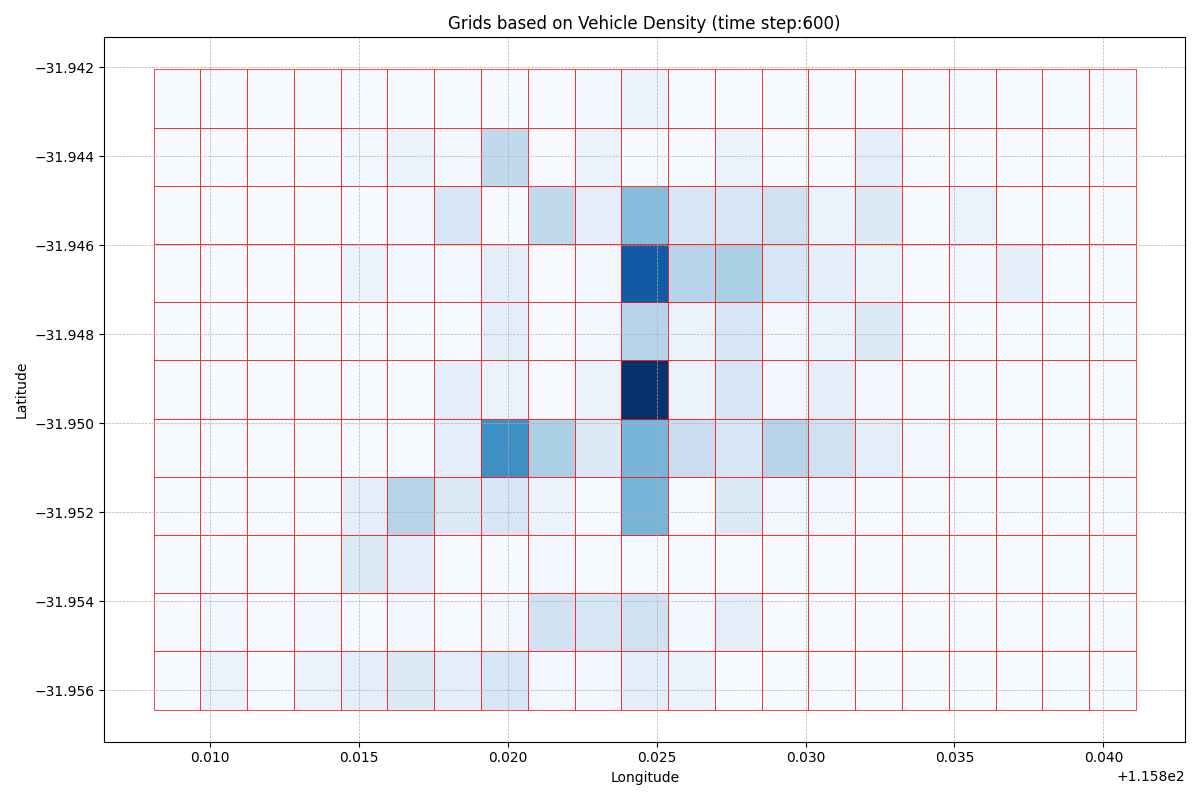 Grids based on Vehicle Density (time step:600)
−31.942
−31.944
−31.946
−31.948
−31.950
−31.952
−31.954
−31.956
Latitude
0.010 0.015 0.020 0.025 0.030 0.035 0.040
Longitude
+1.158e2